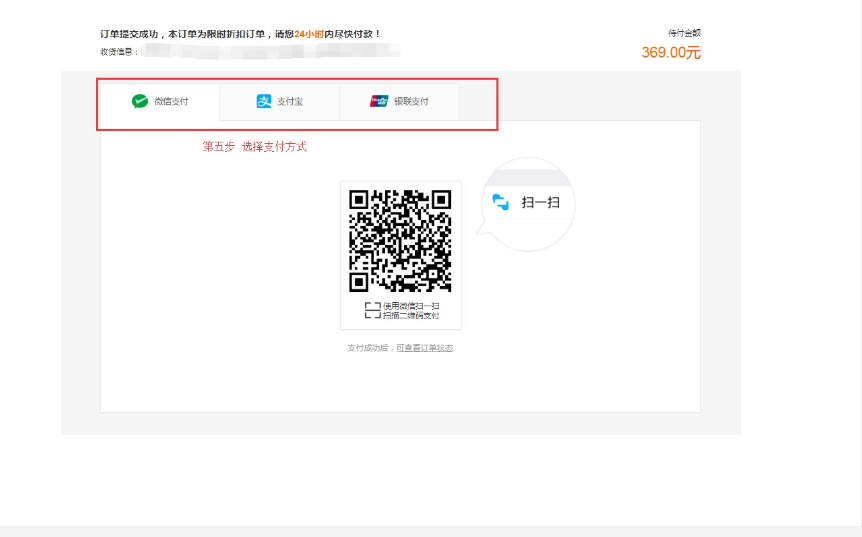 订单提交成功，本订单为限时折扣订单，请您24小时内尽快付款！
待付金额
收货信息：
369.00元
微信支付
支付宝
银联支付
第五步 选择支付方式
扫一扫
使用微信扫一扫
扫描二维码支付
支付成功后，可查看订单状态